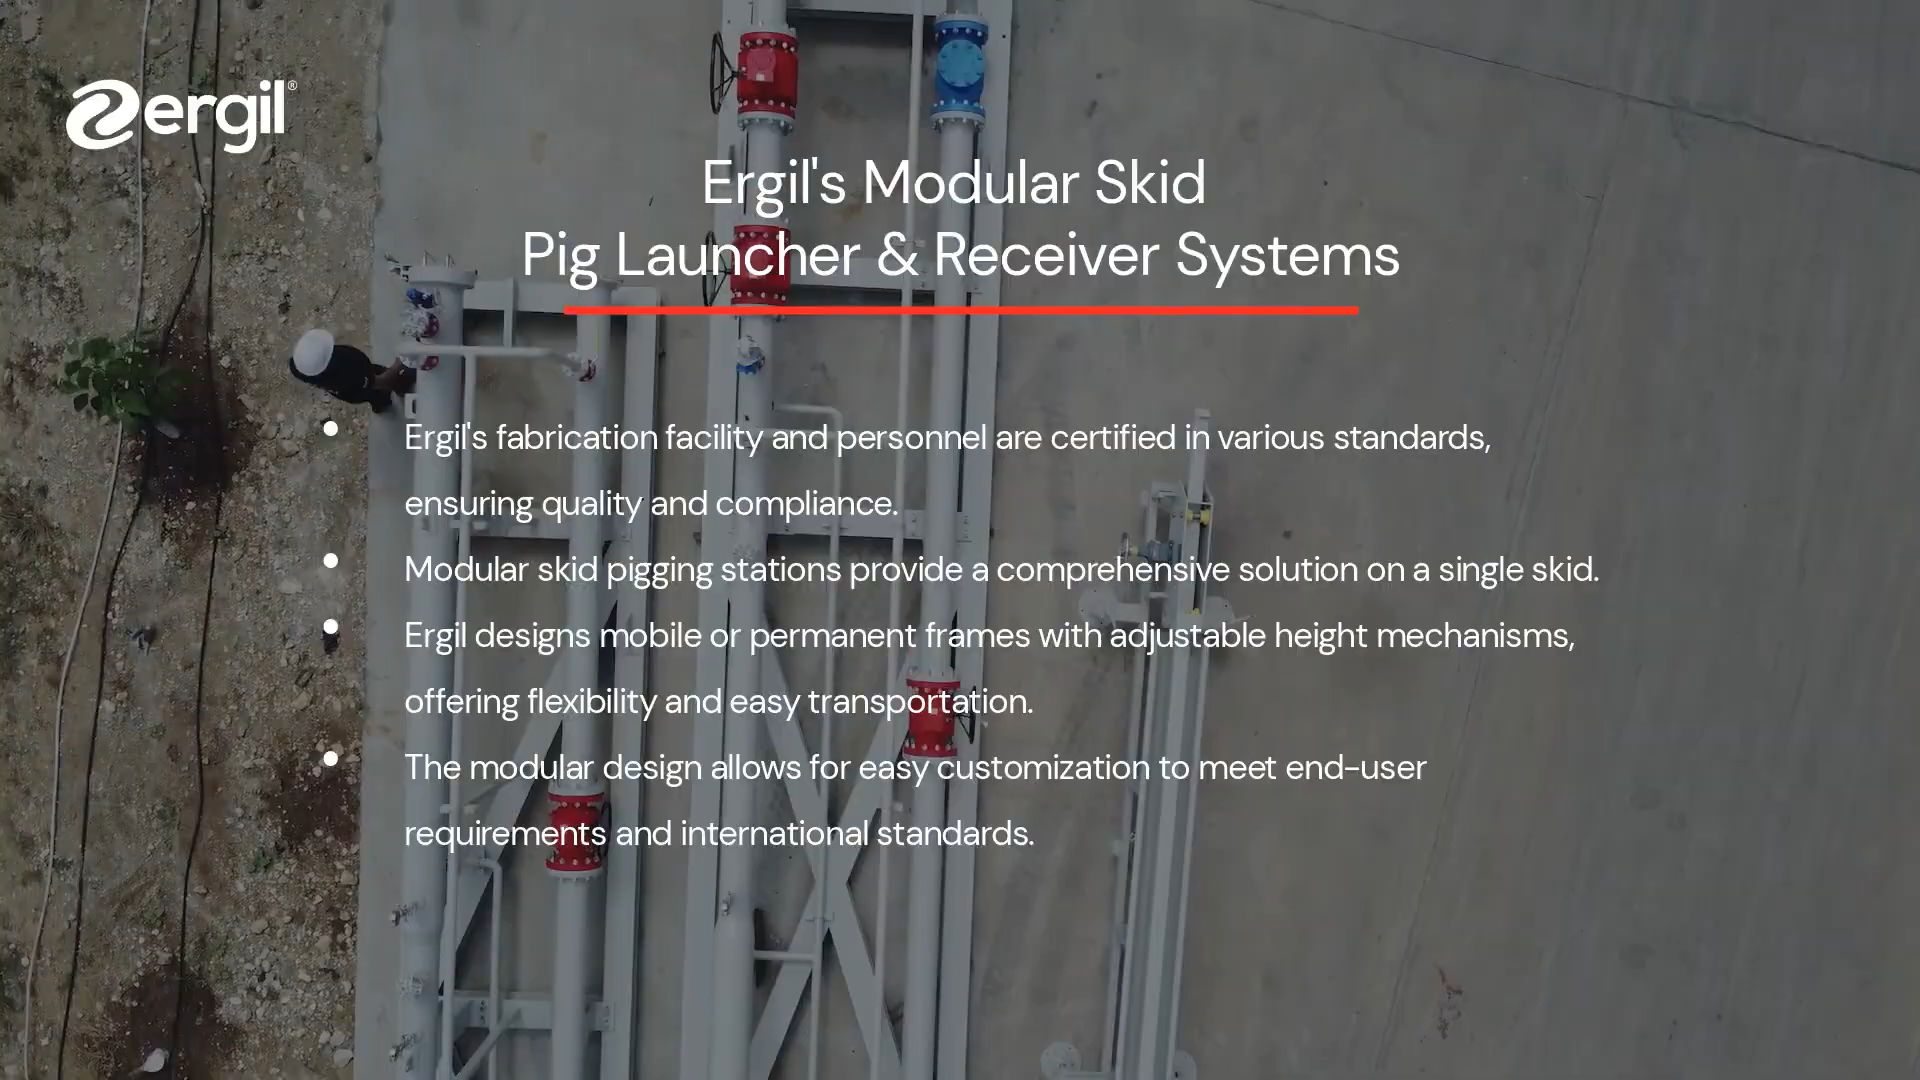 ergil®
Ergil's Modular Skid
Pig Launcher & Receiver Systems
• Ergil's fabrication facility and personnel are certified in various standards,
ensuring quality and compliance.
• Modular skid pigging stations provide a comprehensive solution on a single skid.
• Ergil designs mobile or permanent frames with adjustable height mechanisms,
offering flexibility and easy transportation.
• The modular design allows for easy customization to meet end-user
requirements and international standards.